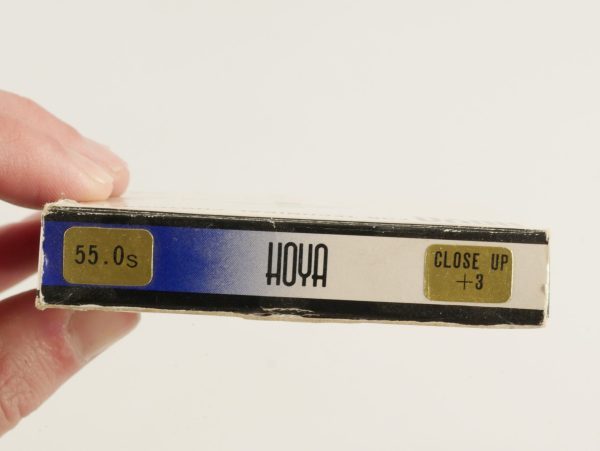 55.0s
HOYA
CLOSE UP
+3